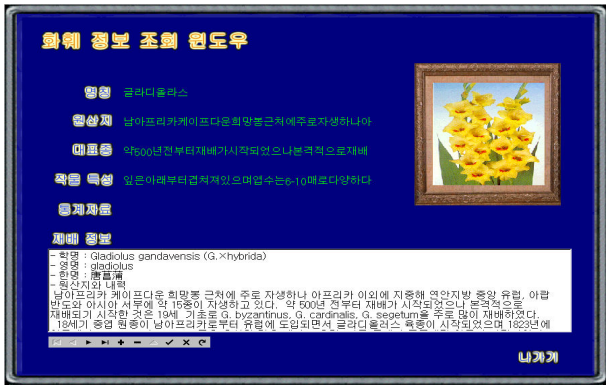 화훼 정보 조회 윈도우
명칭 글라디올라스
원산지 남아프리카케이프다운희망봉근처에주로자생하나아
대표종 약500년전부터재배가시작되었으나본격적으로재배
작물 특성 잎은아래부터겹쳐져있으며엽수는6-10매로다양하다
통계자료
재배 정보
- 학명 : Gladiolus gandavensis (G.×hybrida)
- 영명 : gladiolus
- 한명 : 唐菖蒲
- 원산지와 내력
남아프리카 케이프다운 희망봉 근처에 주로 자생하나 아프리카 이외에 지중해 연안지방 중앙 유럽, 아랍
반도와 아시아 서부에 약 15종이 자생하고 있다. 약 500년 전부터 재배가 시작되었으나 본격적으로
재배되기 시작한 것은 19세 기초로 G. byzantinus, G. cardinalis, G. segetum을 주로 많이 재배하였다.
18세기 중엽 원종이 남아프리카로부터 유럽에 도입되면서 글라디올러스 육종이 시작되었으며 1823년에
나가기